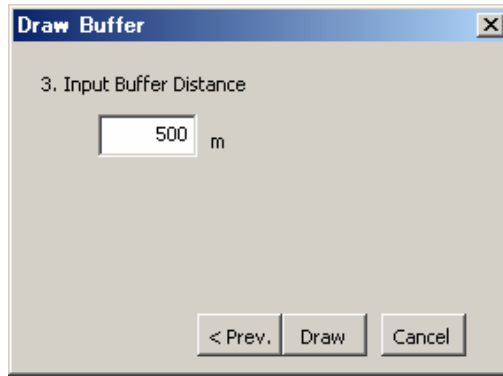 Draw Buffer
3. Input Buffer Distance
500 m
< Prev. Draw Cancel